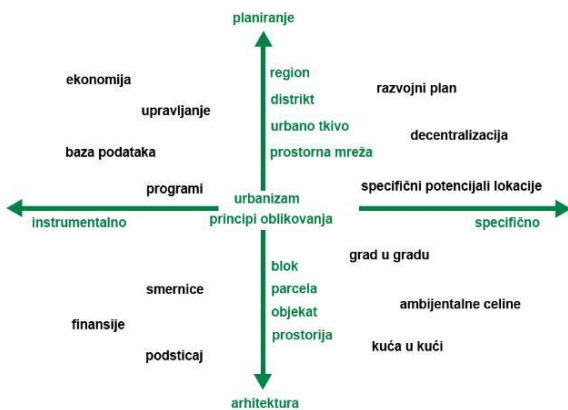 planiranje
ekonomija
region
razvojni plan
upravljanje
distrikt
urbano tkivo
decentralizacija
baza podataka
prostorna mreža
programi
specifični potencijali lokacije
urbanizam
principi oblikovanja
instrumentalno
specifično
grad u gradu
blok
smernice
parcela
ambijentalne celine
objekat
finansije
prostorija
kuća u kući
podsticaj
arhitektura